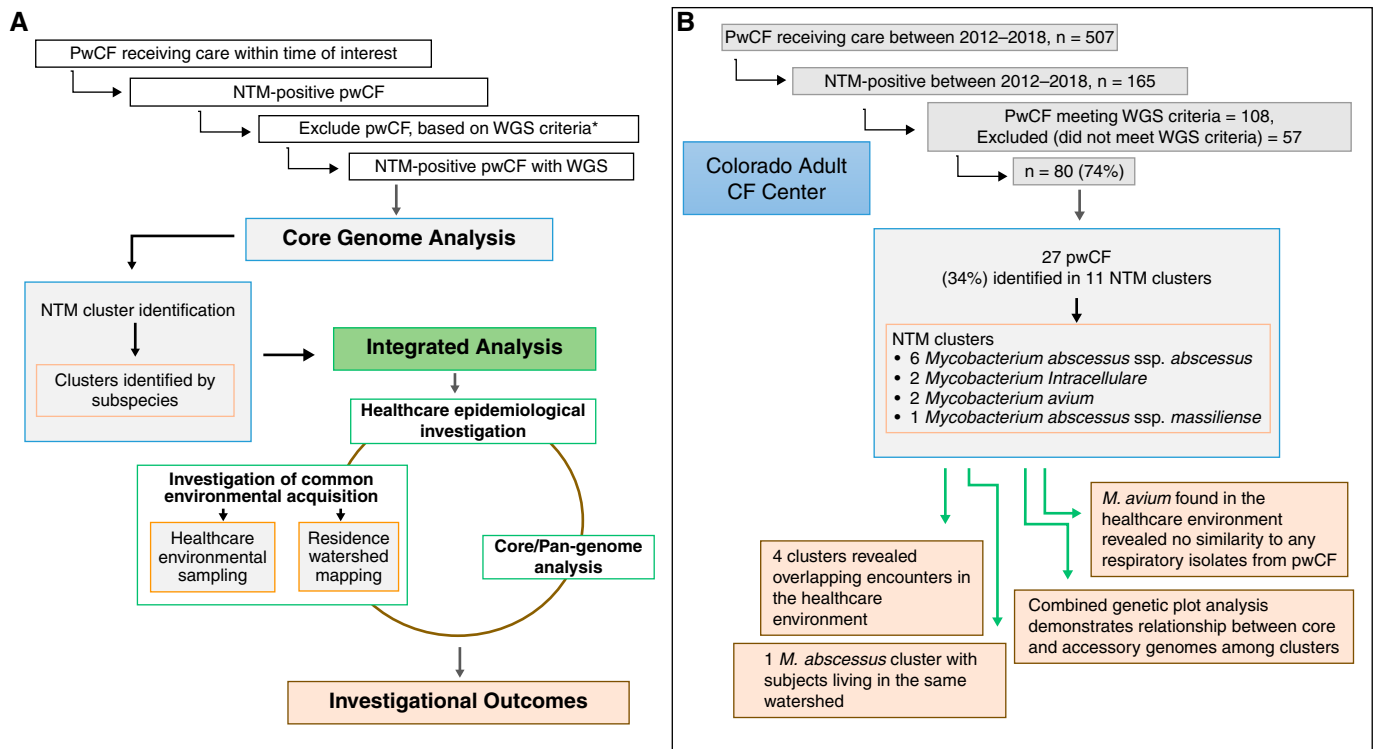 A
PwCF receiving care within time of interest
NTM-positive pwCF
Exclude pwCF, based on WGS criteria*
NTM-positive pwCF with WGS
Core Genome Analysis
NTM cluster identification
Clusters identified by
subspecies
Integrated Analysis
Healthcare epidemiological
investigation
Investigation of common
environmental acquisition
Healthcare
environmental
sampling
Residence
watershed
mapping
Core/Pan-genome
analysis
Investigational Outcomes
B
PwCF receiving care between 2012–2018, n = 507
NTM-positive between 2012–2018, n = 165
PwCF meeting WGS criteria = 108,
Excluded (did not meet WGS criteria) = 57
n = 80 (74%)
Colorado Adult
CF Center
27 pwCF
(34%) identified in 11 NTM clusters
NTM clusters
• 6 Mycobacterium abscessus ssp. abscessus
• 2 Mycobacterium Intracellulare
• 2 Mycobacterium avium
• 1 Mycobacterium abscessus ssp. massiliense
4 clusters revealed
overlapping encounters in
the healthcare
environment
1 M. abscessus cluster with
subjects living in the same
watershed
M. avium found in the
healthcare environment
revealed no similarity to any
respiratory isolates from pwCF
Combined genetic plot analysis
demonstrates relationship between core
and accessory genomes among clusters